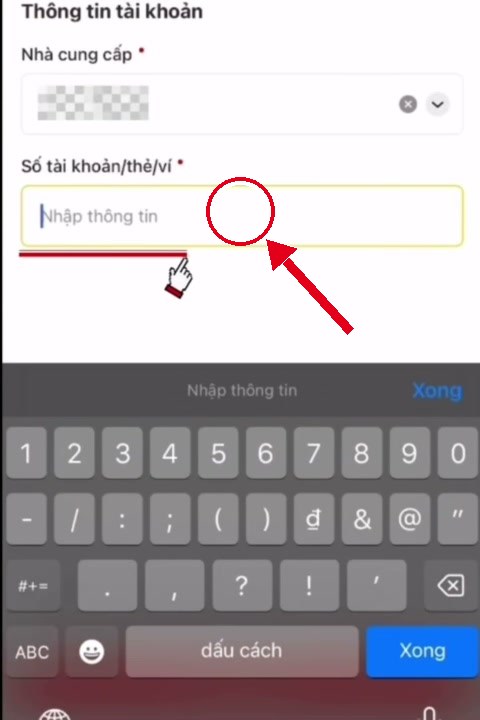 Thông tin tài khoản
Nhà cung cấp *
Số tài khoản/thẻ/ví *
Nhập thông tin
Nhập thông tin Xong
1 2 3 4 5 6 7 8 9 0
- / : ; ( ) ₫ & @ "
#+= . , ? ! '
ABC dấu cách Xong